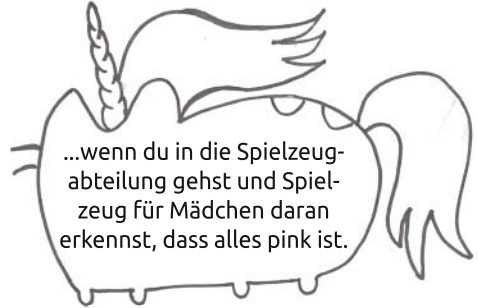 ...wenn du in die Spielzeug-
abteilung gehst und Spiel-
zeug für Mädchen daran
erkennst, dass alles pink ist.